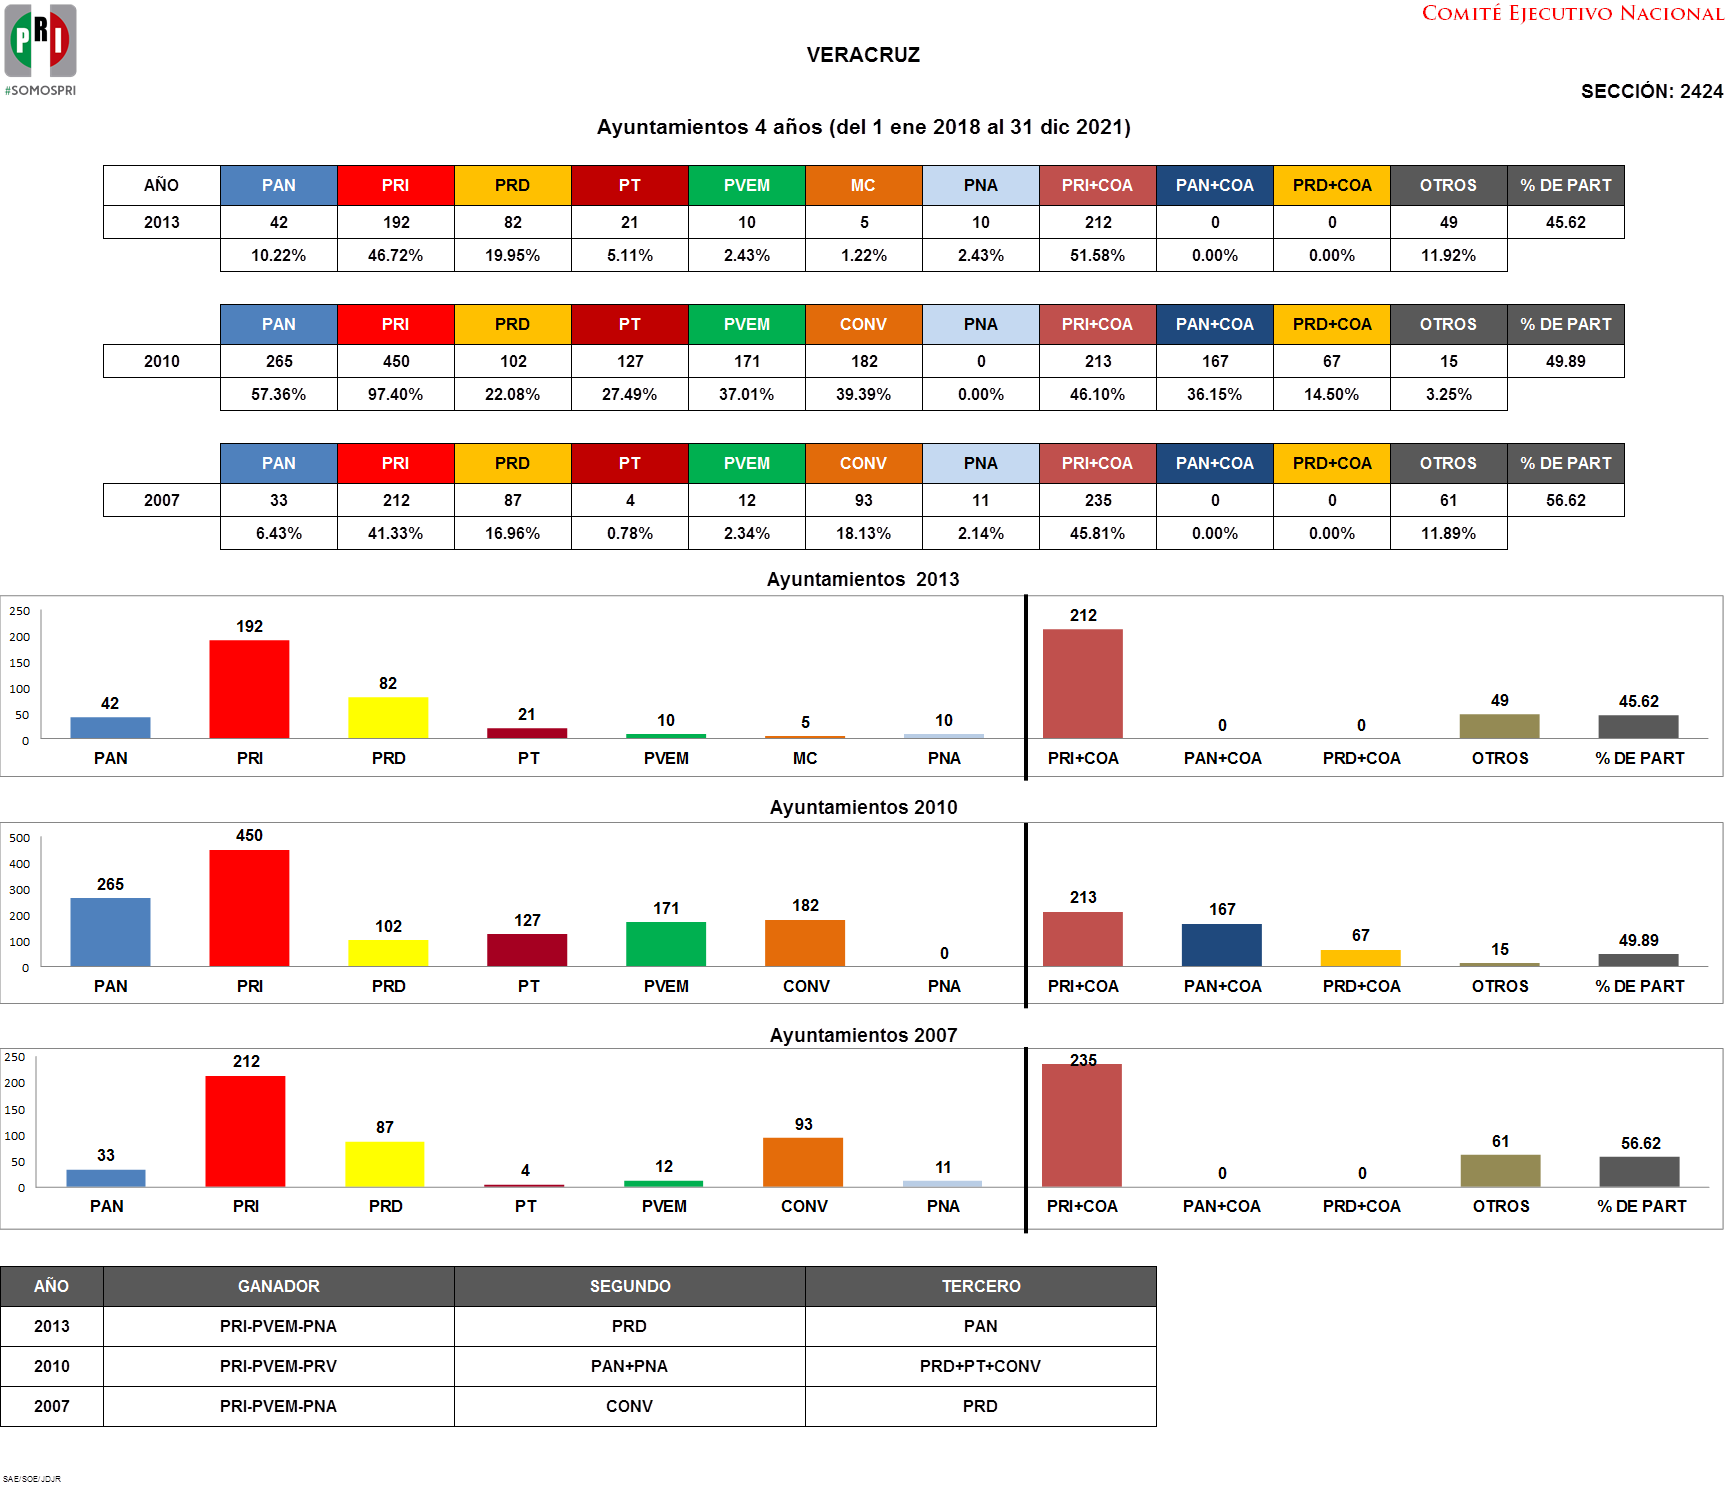 COMITÉ EJECUTIVO NACIONAL
PRI
#SOMOSPRI
VERACRUZ
SECCIÓN: 2424
Ayuntamientos 4 años (del 1 ene 2018 al 31 dic 2021)
AÑO PAN PRI PRD PT PVEM MC PNA PRI+COA PAN+COA PRD+COA OTROS % DE PART
2013 42 192 82 21 10 5 10 212 0 0 49 45.62
10.22% 46.72% 19.95% 5.11% 2.43% 1.22% 2.43% 51.58% 0.00% 0.00% 11.92%
PAN PRI PRD PT PVEM CONV PNA PRI+COA PAN+COA PRD+COA OTROS % DE PART
2010 265 450 102 127 171 182 0 213 167 67 15 49.89
57.36% 97.40% 22.08% 27.49% 37.01% 39.39% 0.00% 46.10% 36.15% 14.50% 3.25%
PAN PRI PRD PT PVEM CONV PNA PRI+COA PAN+COA PRD+COA OTROS % DE PART
2007 33 212 87 4 12 93 11 235 0 0 61 56.62
6.43% 41.33% 16.96% 0.78% 2.34% 18.13% 2.14% 45.81% 0.00% 0.00% 11.89%
Ayuntamientos 2013
250
200
150
100
50
0
42 192 82 21 10 5 10 212 0 0 49 45.62
PAN PRI PRD PT PVEM MC PNA PRI+COA PAN+COA PRD+COA OTROS % DE PART
Ayuntamientos 2010
500
400
300
200
100
0
265 450 102 127 171 182 0 213 167 67 15 49.89
PAN PRI PRD PT PVEM CONV PNA PRI+COA PAN+COA PRD+COA OTROS % DE PART
Ayuntamientos 2007
250
200
150
100
50
0
33 212 87 4 12 93 11 235 0 0 61 56.62
PAN PRI PRD PT PVEM CONV PNA PRI+COA PAN+COA PRD+COA OTROS % DE PART
AÑO GANADOR SEGUNDO TERCERO
2013 PRI-PVEM-PNA PRD PAN
2010 PRI-PVEM-PRV PAN+PNA PRD+PT+CONV
2007 PRI-PVEM-PNA CONV PRD
SAE/SOE/JDJR